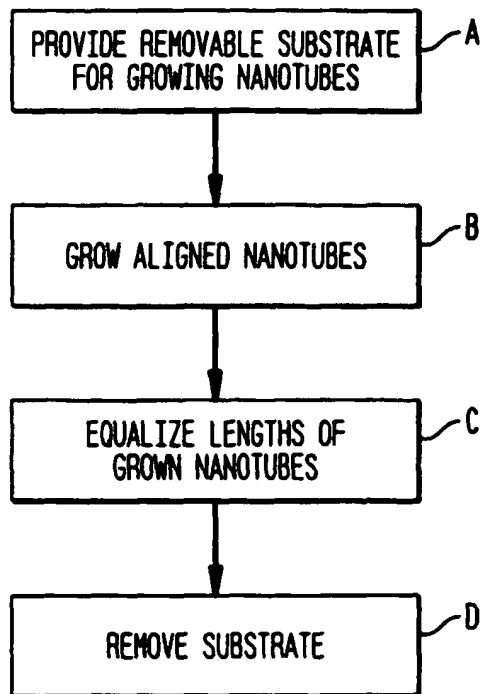 PROVIDE REMOVABLE SUBSTRATE
FOR GROWING NANOTUBES
A
GROW ALIGNED NANOTUBES
B
EQUALIZE LENGTHS OF
GROWN NANOTUBES
C
REMOVE SUBSTRATE
D